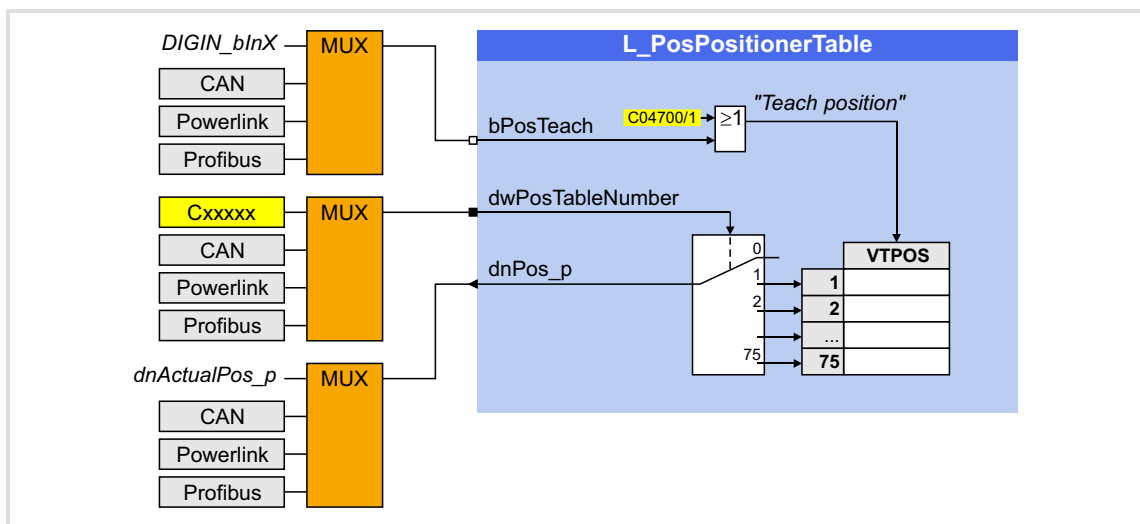 DIGIN_bInX
MUX
CAN
Powerlink
Profibus
Cxxxxx
MUX
CAN
Powerlink
Profibus
dnActualPos_p
MUX
CAN
Powerlink
Profibus
L_PosPositionerTable
bPosTeach
C04700/1
≥1
"Teach position"
dwPosTableNumber
dnPos_p
0
1
2
75
VTPOS
1
2
...
75